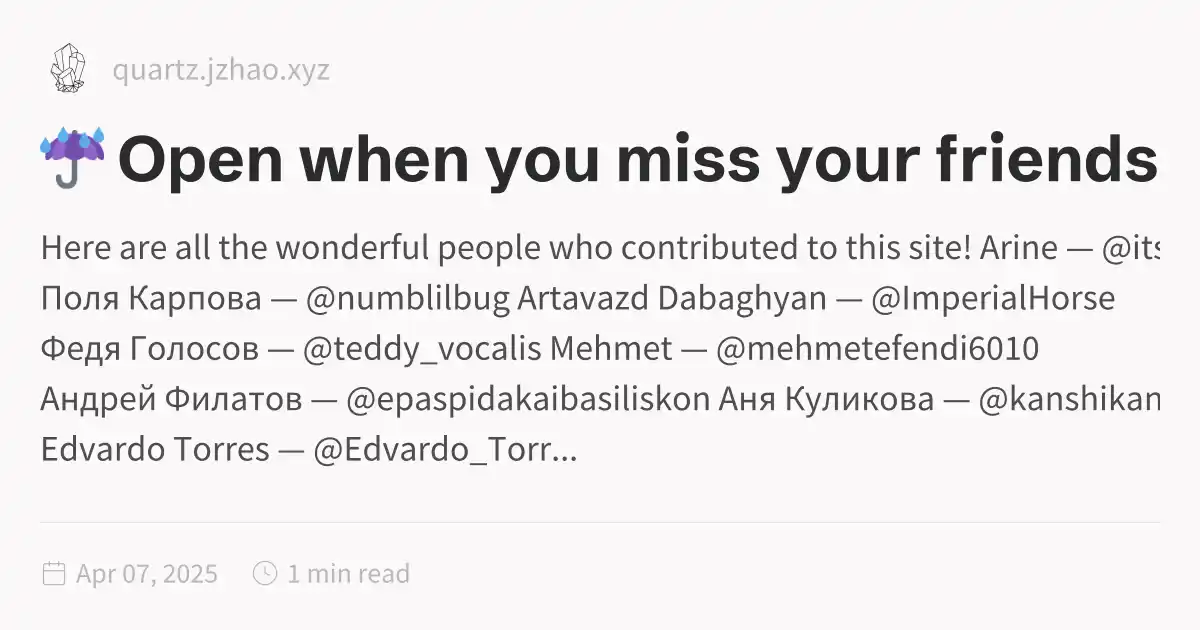 quartz.jzhao.xyz
☔ Open when you miss your friends
Here are all the wonderful people who contributed to this site! Arine —
Поля Карпова — @numblilbug Artavazd Dabaghyan — @ImperialHorse
Федя Голосов — @teddy_vocalis Mehmet — @mehmetefendi6010
Андрей Филатов — @epaspidakaibasiliskon Аня Куликова — @kanshikan
Edvardo Torres — @Edvardo_Torr...
Apr 07, 2025 1 min read